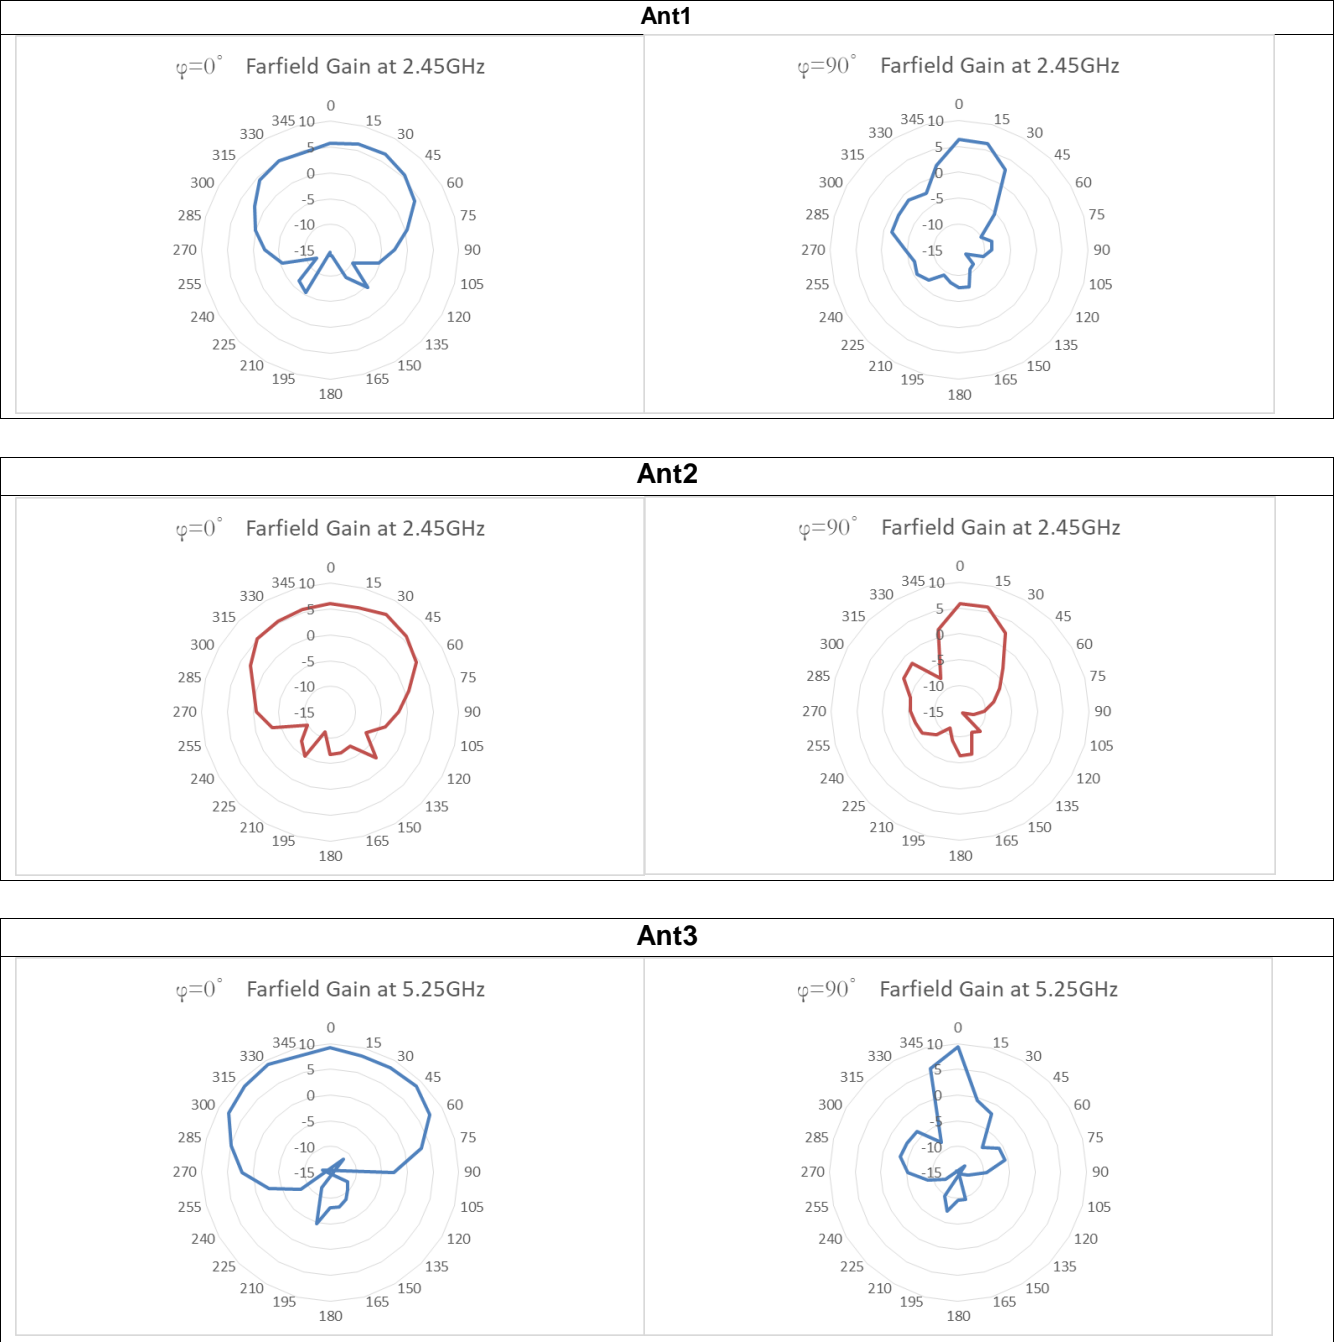 Ant1
φ=0° Farfield Gain at 2.45GHz
0
345 10 15
330 30
315 5 45
300 0 60
285 -5 75
-10
270 -15 90
255 105
240 120
225 135
210 150
195 165
180
φ=90° Farfield Gain at 2.45GHz
0
345 10 15
330 30
315 5 45
300 0 60
285 -5 75
-10
270 -15 90
255 105
240 120
225 135
210 150
195 165
180
Ant2
φ=0° Farfield Gain at 2.45GHz
0
345 10 15
330 30
315 5 45
300 0 60
285 -5 75
-10
270 -15 90
255 105
240 120
225 135
210 150
195 165
180
φ=90° Farfield Gain at 2.45GHz
0
345 10 15
330 30
315 5 45
300 0 60
285 -5 75
-10
270 -15 90
255 105
240 120
225 135
210 150
195 165
180
Ant3
φ=0° Farfield Gain at 5.25GHz
0
345 10 15
330 30
315 5 45
300 0 60
285 -5 75
-10
270 -15 90
255 105
240 120
225 135
210 150
195 165
180
φ=90° Farfield Gain at 5.25GHz
0
345 10 15
330 30
315 5 45
300 0 60
285 -5 75
-10
270 -15 90
255 105
240 120
225 135
210 150
195 165
180